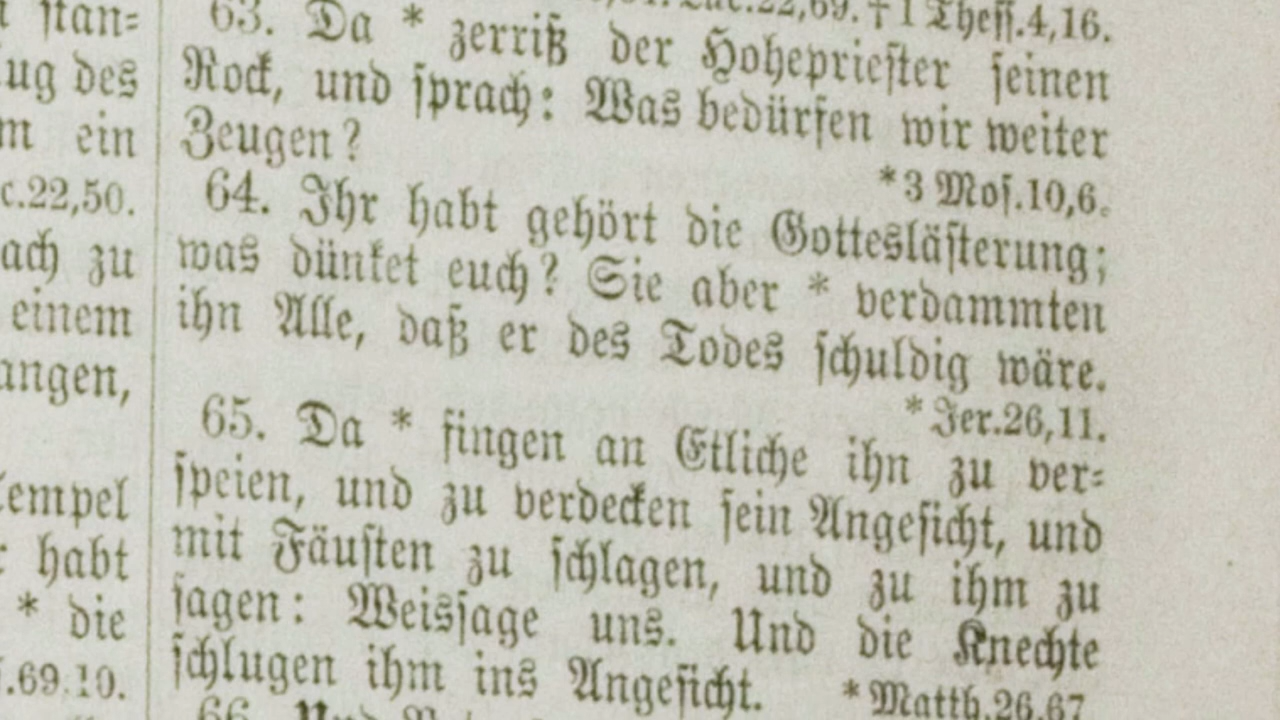 stan=
des
m ein
c.22,50.
zu
einem
habt
* die
69.10.
22,69. † 1 Theſſ.4,16.
63. Da * zerriß der Hoheprieſter ſeinen
Rock, und ſprach: Was bedürfen wir weiter
Zeugen?
*3 Moſ.10,6.
64. Ihr habt gehört die Gottesläſterung;
was dünket euch? Sie aber * verdammten
ihn Alle, daß er des Todes ſchuldig wäre.
*Jer.26,11.
65. Da * fingen an Etliche ihn zu ver=
ſpeien, und zu verdecken ſein Angeſicht, und
mit Fäuſten zu ſchlagen, und zu ihm zu
ſagen: Weisſage uns. Und die Knechte
ſchlugen ihm ins Angeſicht.
*Matth.26,67
66. Und